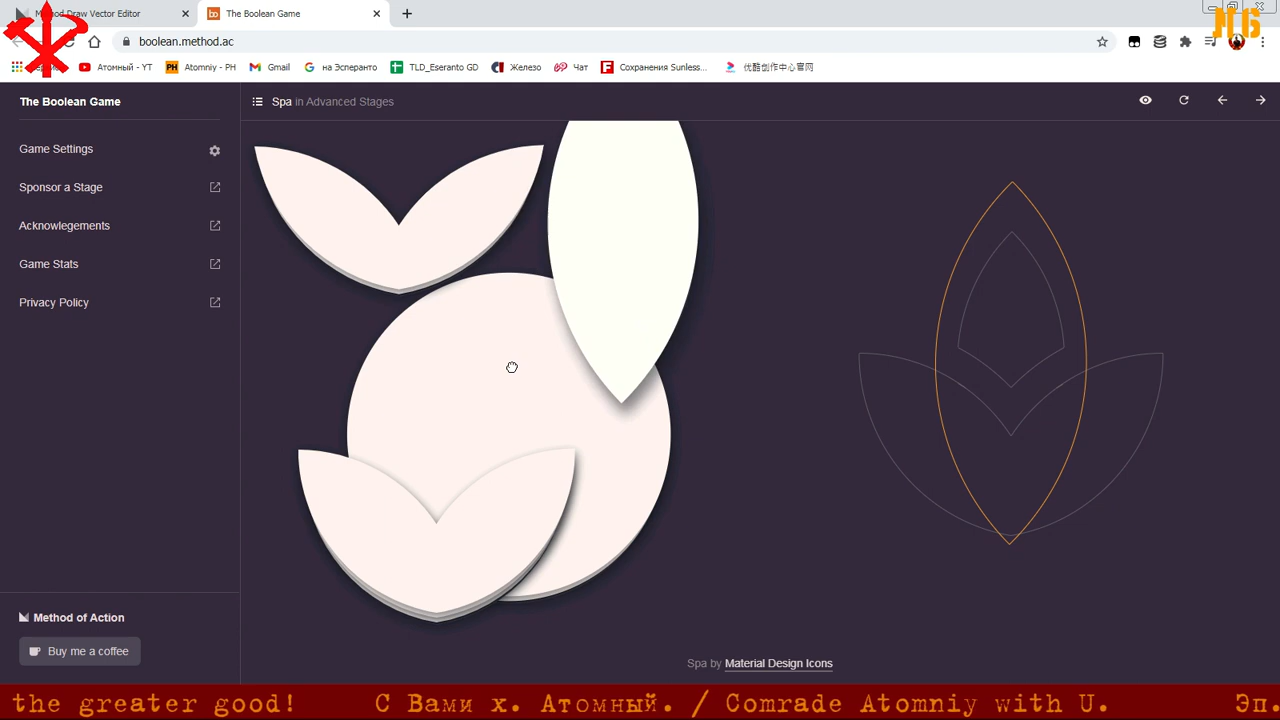 Method Draw Vector Editor
The Boolean Game
МБ
boolean.method.ac
Атомный - YT
Atomniy - PH
Gmail
на Эсперанто
TLD_Eseranto GD
Железо
Чат
Сохранения Sunless...
优酷创作中心官网
The Boolean Game
Spa in Advanced Stages
Game Settings
Sponsor a Stage
Acknowlegements
Game Stats
Privacy Policy
Method of Action
Buy me a coffee
Spa by Material Design Icons
the greater good! С Вами х. Атомный. / Comrade Atomniy with U. Эп.